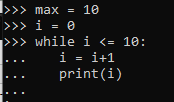 >>> max = 10
>>> i = 0
>>> while i <= 10:
...     i = i+1
...     print(i)
...